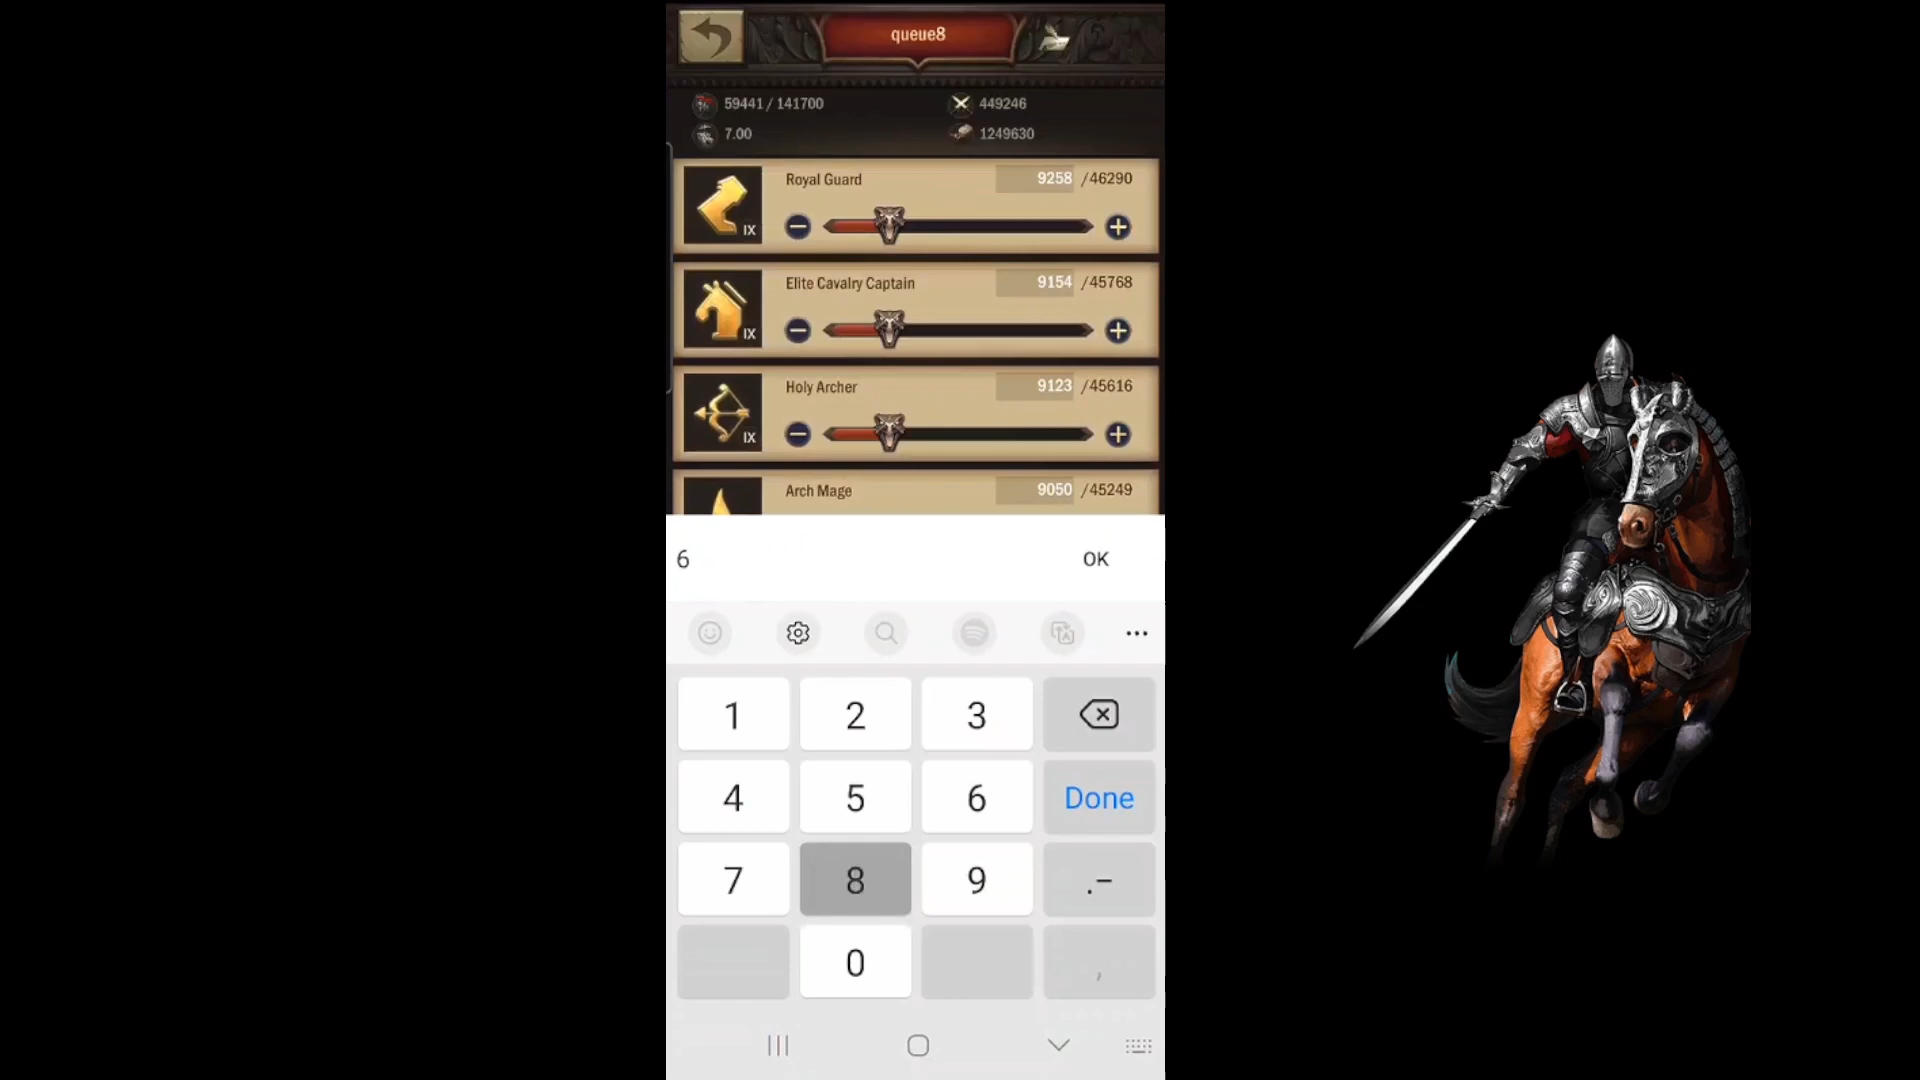 queue8
59441 / 141700
449246
7.00
1249630
Royal Guard
9258 /46290
IX
Elite Cavalry Captain
9154 /45768
IX
Holy Archer
9123 /45616
IX
Arch Mage
9050 /45249
6
OK
1 2 3
4 5 6 Done
7 8 9 .-
0 ,